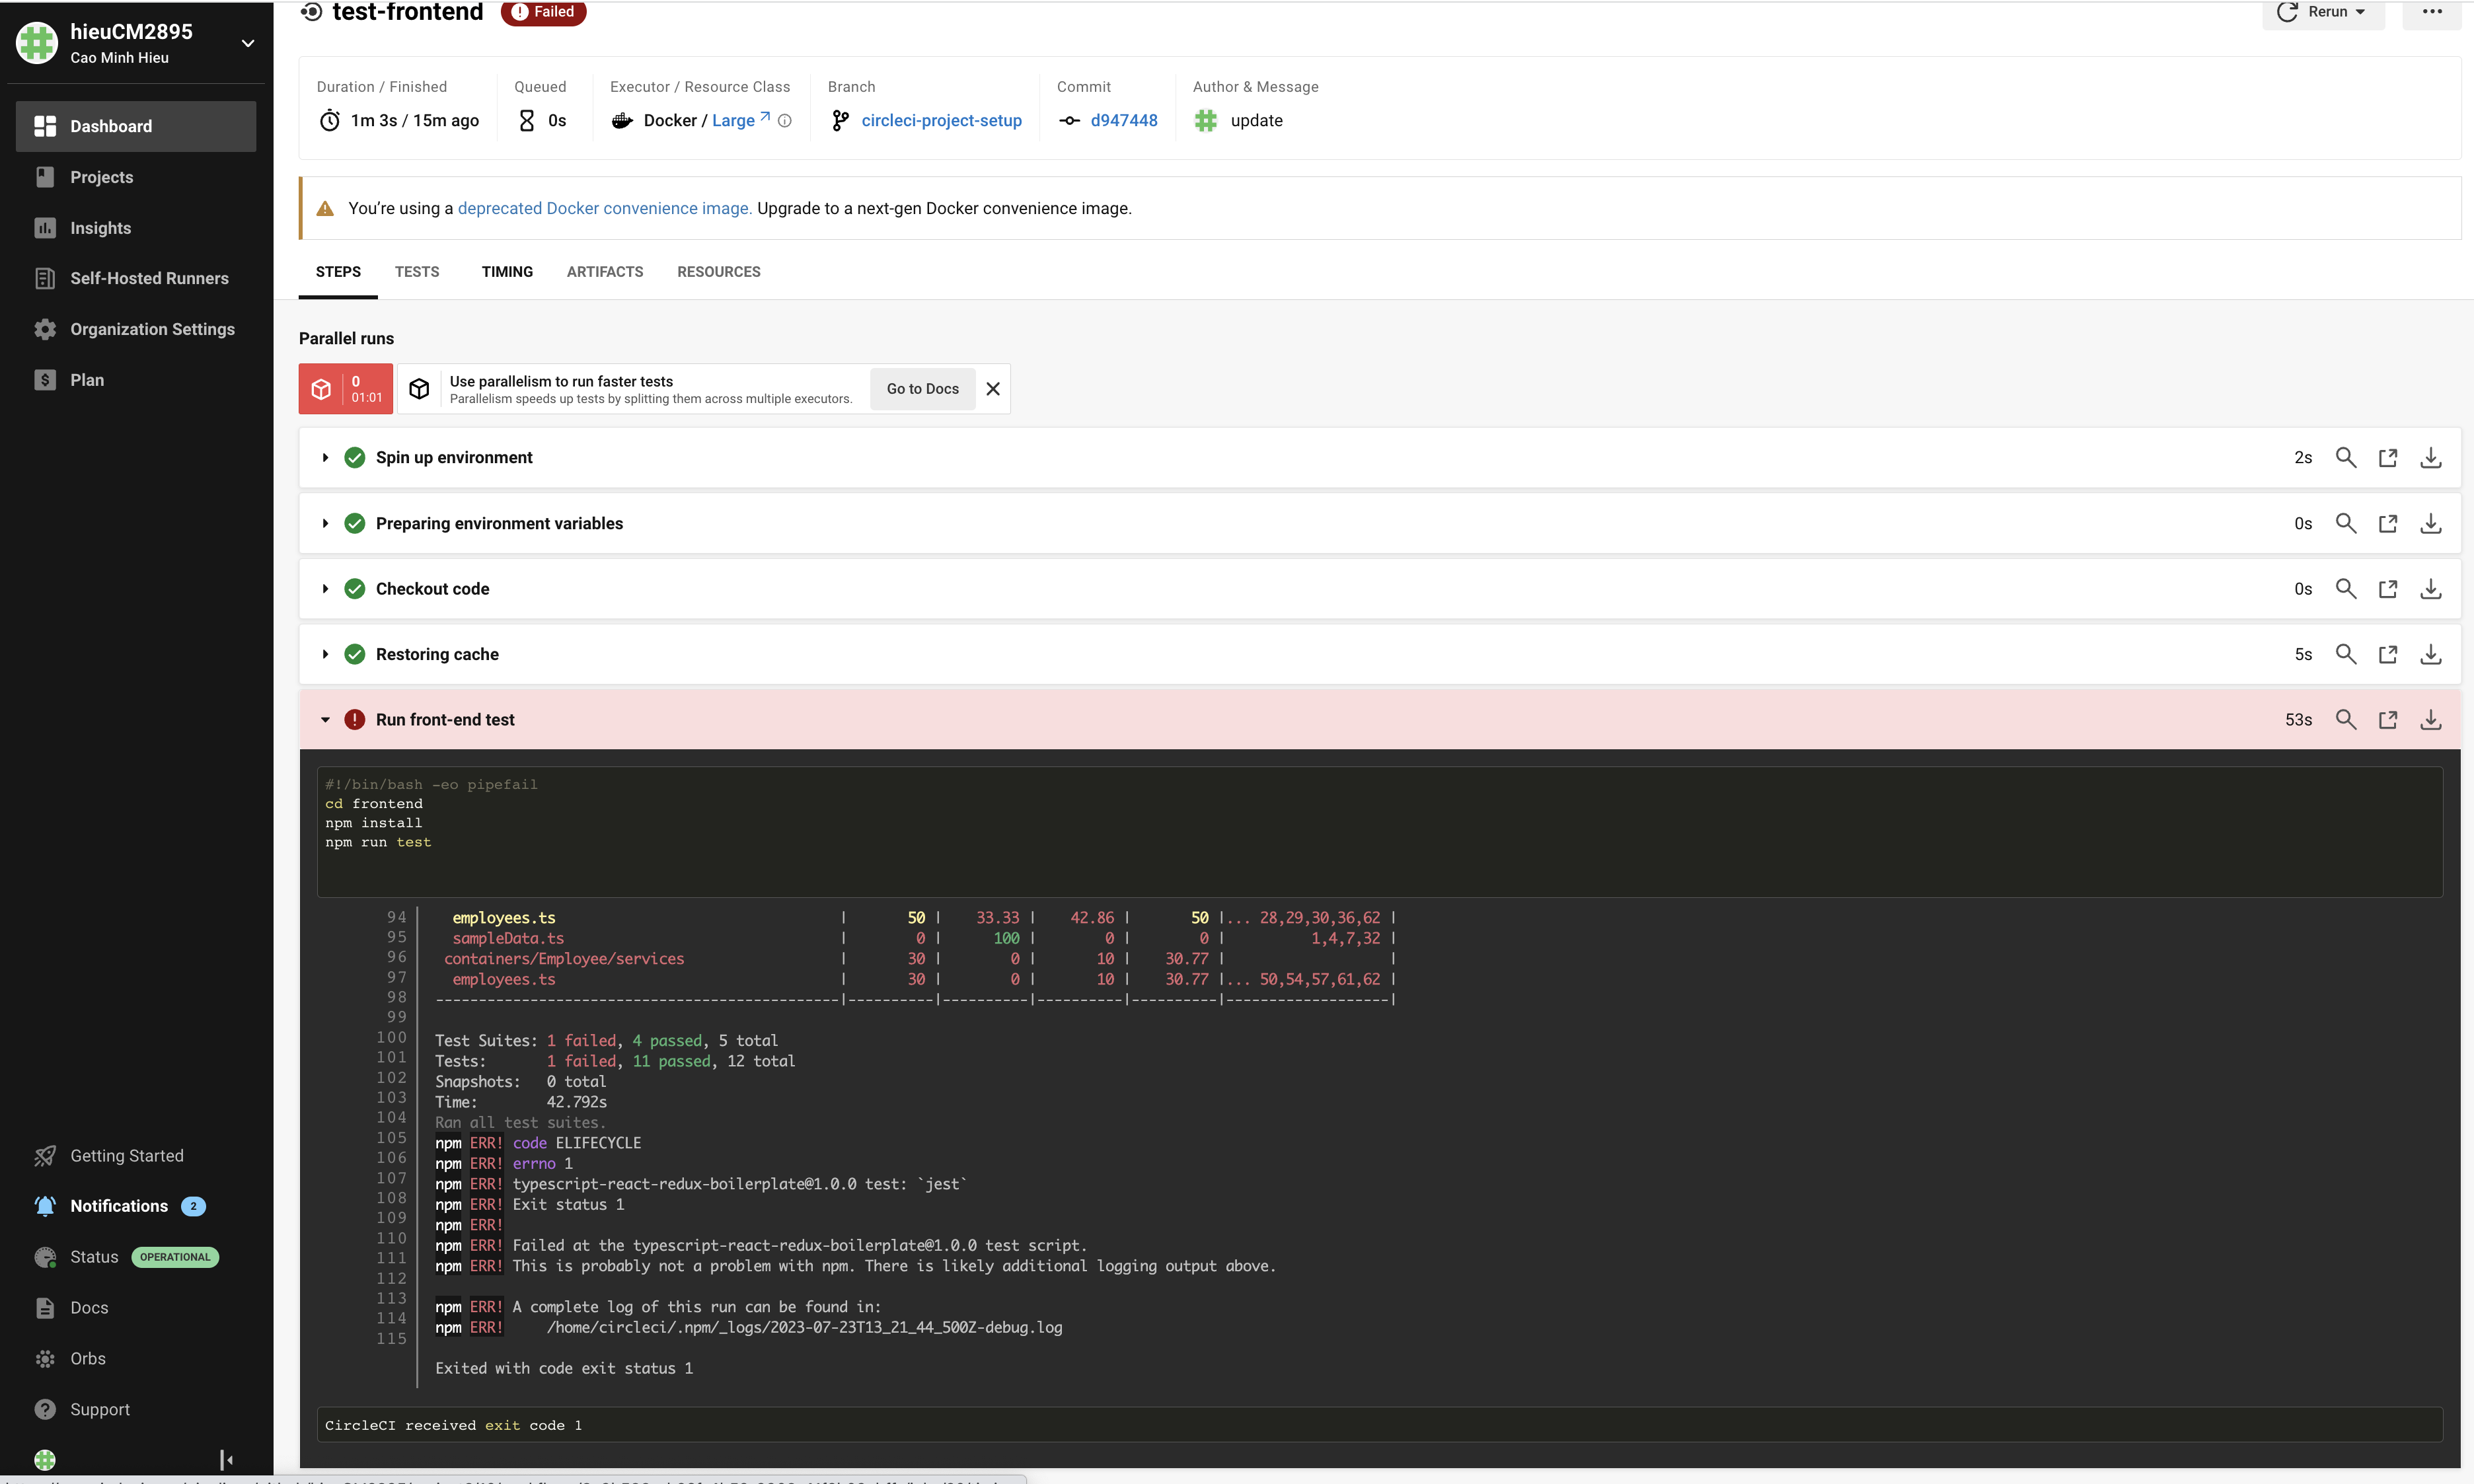 hieuCM2895
Cao Minh Hieu
Dashboard
Projects
Insights
Self-Hosted Runners
Organization Settings
Plan
Getting Started
Notifications 2
Status OPERATIONAL
Docs
Orbs
Support
test-frontend Failed
Rerun
Duration / Finished
1m 3s / 15m ago
Queued
0s
Executor / Resource Class
Docker / Large
Branch
circleci-project-setup
Commit
d947448
Author & Message
update
You’re using a deprecated Docker convenience image. Upgrade to a next-gen Docker convenience image.
STEPS TESTS TIMING ARTIFACTS RESOURCES
Parallel runs
0
01:01
Use parallelism to run faster tests
Parallelism speeds up tests by splitting them across multiple executors.
Go to Docs
Spin up environment 2s
Preparing environment variables 0s
Checkout code 0s
Restoring cache 5s
Run front-end test 53s
#!/bin/bash -eo pipefail
cd frontend
npm install
npm run test
94 employees.ts | 50 | 33.33 | 42.86 | 50 |... 28,29,30,36,62 |
95 sampleData.ts | 0 | 100 | 0 | 0 | 1,4,7,32 |
96 containers/Employee/services | 30 | 0 | 10 | 30.77 | |
97 employees.ts | 30 | 0 | 10 | 30.77 |... 50,54,57,61,62 |
98 -----------------------------------------------|----------|----------|----------|----------|-------------------|
99
100 Test Suites: 1 failed, 4 passed, 5 total
101 Tests: 1 failed, 11 passed, 12 total
102 Snapshots: 0 total
103 Time: 42.792s
104 Ran all test suites.
105 npm ERR! code ELIFECYCLE
106 npm ERR! errno 1
107 npm ERR! typescript-react-redux-boilerplate@1.0.0 test: `jest`
108 npm ERR! Exit status 1
109 npm ERR!
110 npm ERR! Failed at the typescript-react-redux-boilerplate@1.0.0 test script.
111 npm ERR! This is probably not a problem with npm. There is likely additional logging output above.
112
113 npm ERR! A complete log of this run can be found in:
114 npm ERR! /home/circleci/.npm/_logs/2023-07-23T13_21_44_500Z-debug.log
115
Exited with code exit status 1
CircleCI received exit code 1